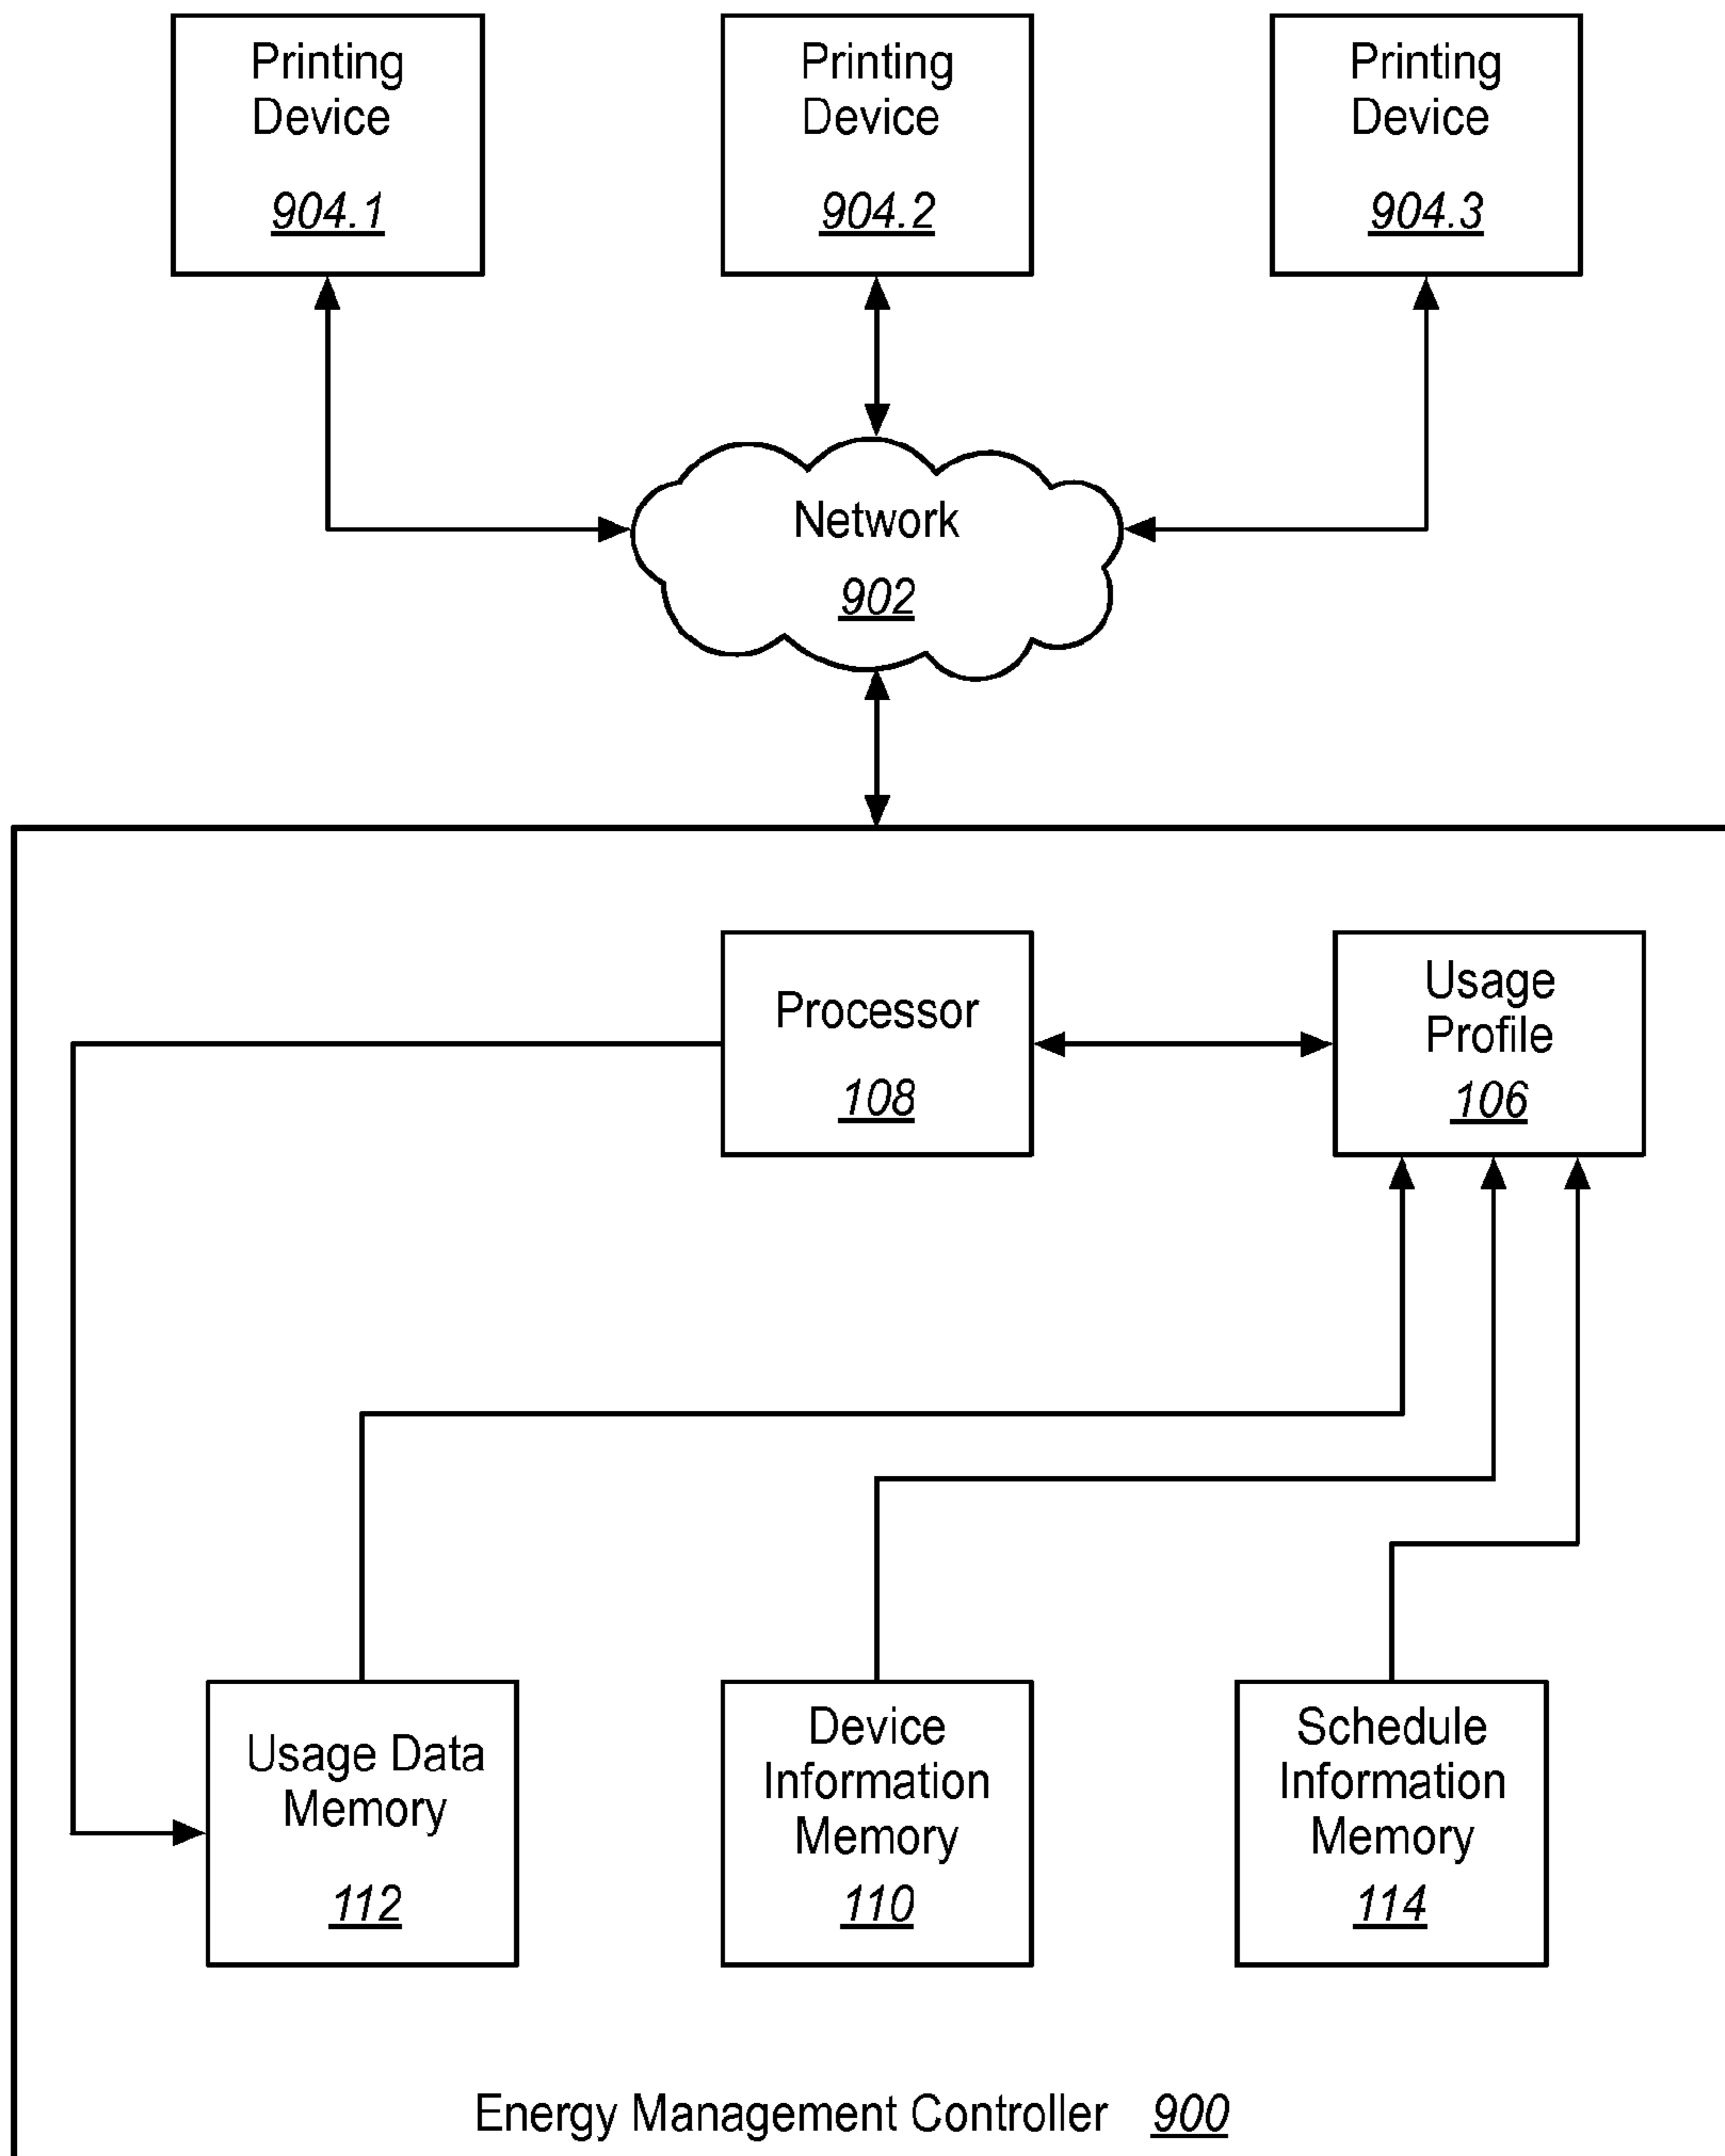 Printing
Device
904.1
Printing
Device
904.2
Printing
Device
904.3
Network
902
Processor
108
Usage
Profile
106
Usage Data
Memory
112
Device
Information
Memory
110
Schedule
Information
Memory
114
Energy Management Controller 900